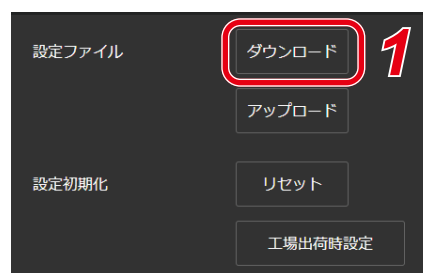 設定ファイル
ダウンロード
1
アップロード
設定初期化
リセット
工場出荷時設定